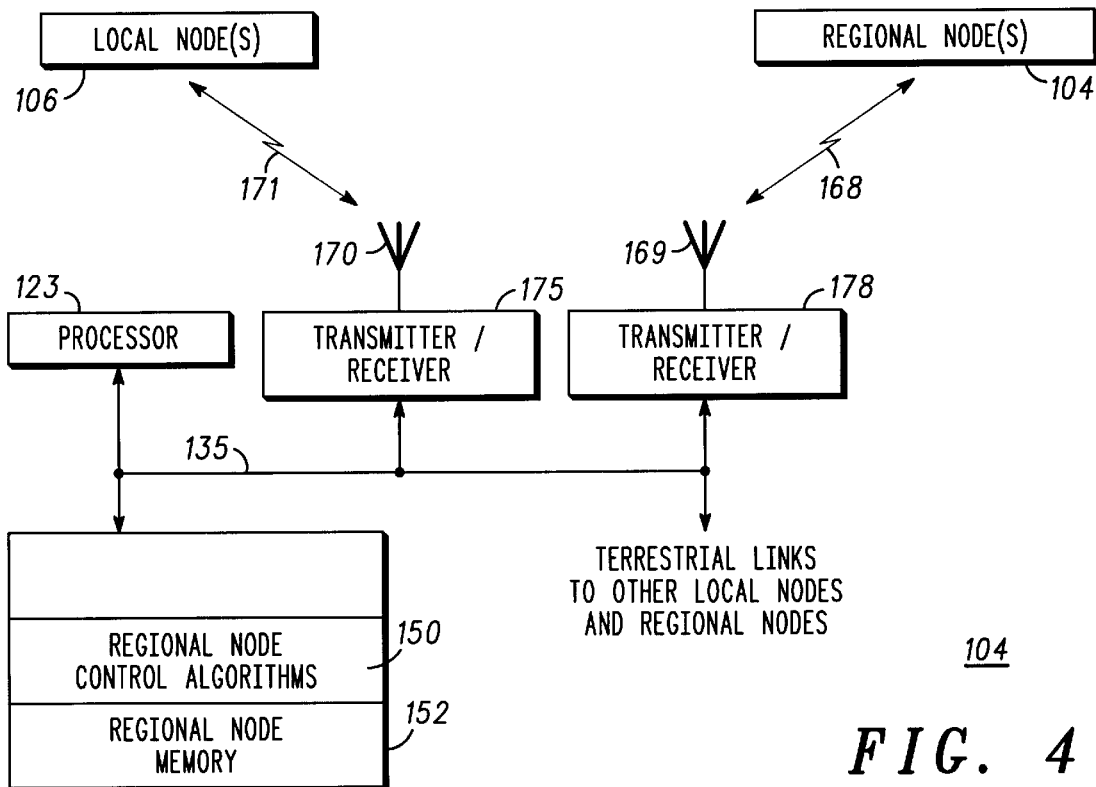 LOCAL NODE(S)
REGIONAL NODE(S)
106
104
171
168
170
169
123
175
178
PROCESSOR
TRANSMITTER /
RECEIVER
TRANSMITTER /
RECEIVER
135
TERRESTRIAL LINKS
TO OTHER LOCAL NODES
AND REGIONAL NODES
REGIONAL NODE
CONTROL ALGORITHMS
150
REGIONAL NODE
MEMORY
152
104
FIG. 4